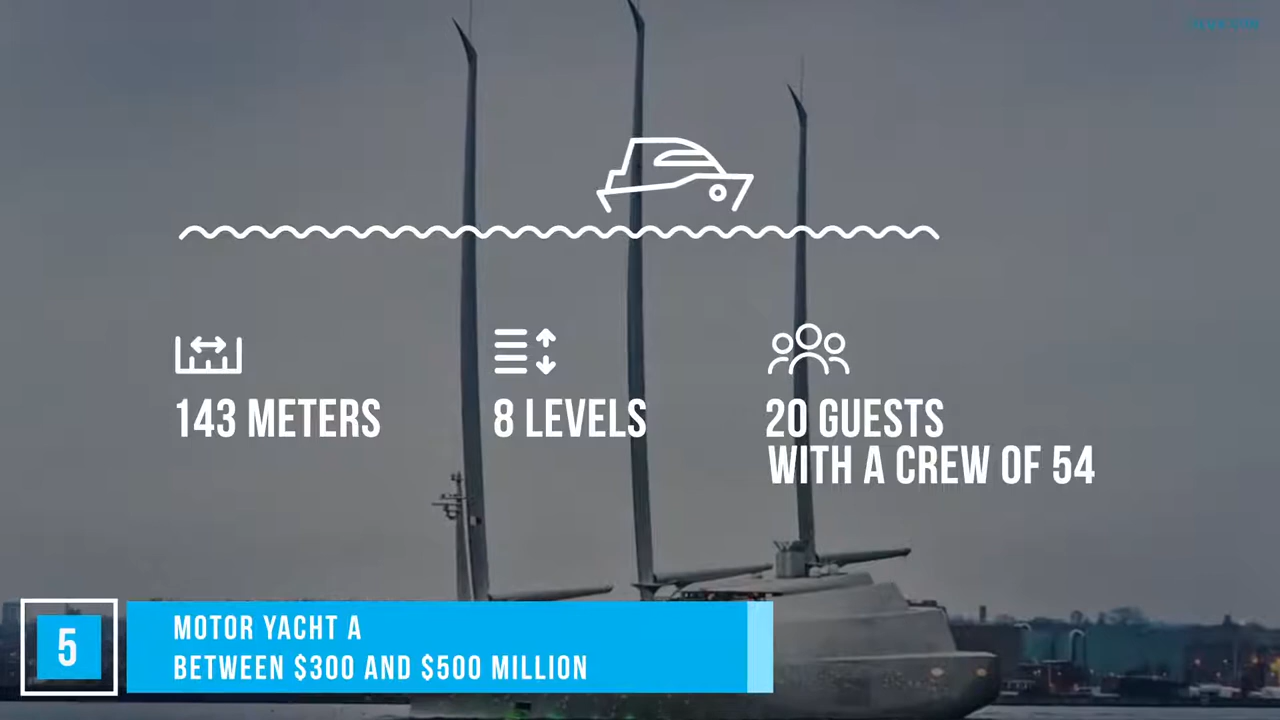 143 METERS
8 LEVELS
20 GUESTS
WITH A CREW OF 54
5
MOTOR YACHT A
BETWEEN $300 AND $500 MILLION